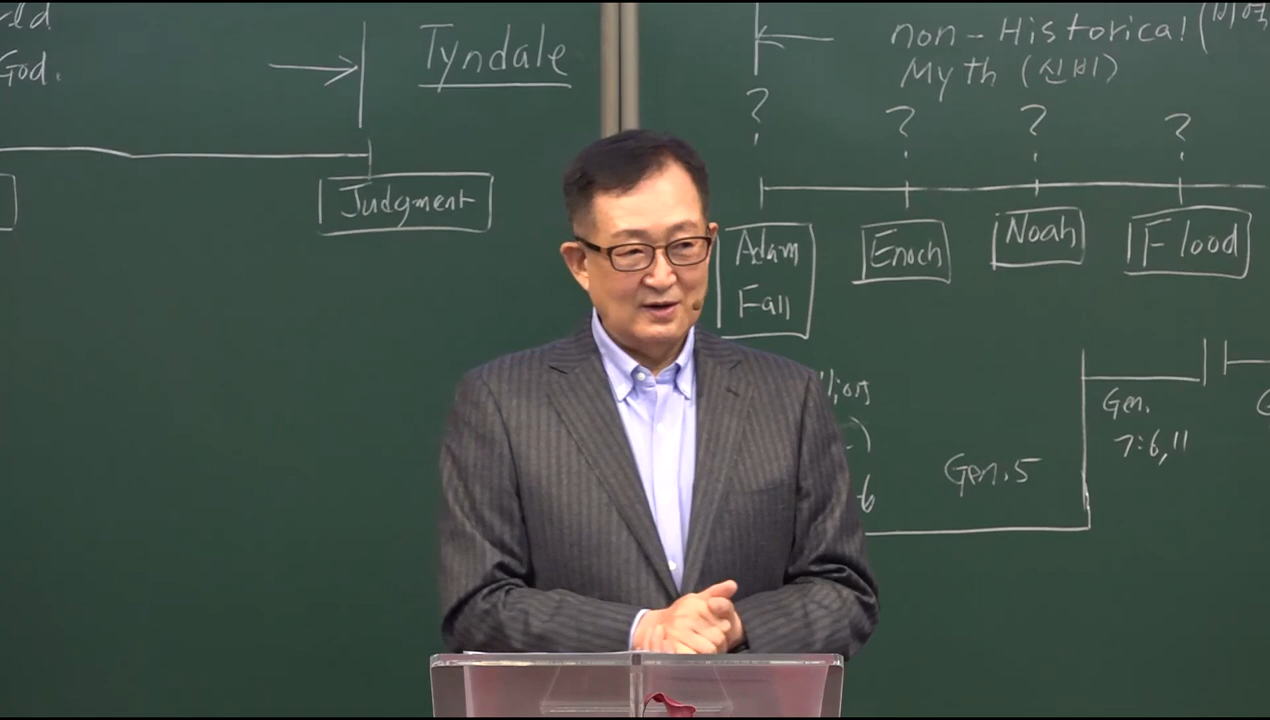 God.
Tyndale
Judgment
non-Historical (
Myth (신비)
?
?
?
?
Adam
Fall
Enoch
Noah
Flood
Gen.5
6
Gen.
7:6,11